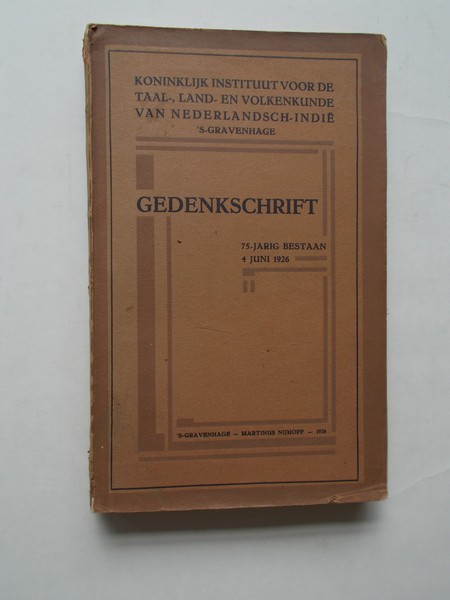 KONINKLIJK INSTITUUT VOOR DE
TAAL-, LAND- EN VOLKENKUNDE
VAN NEDERLANDSCH-INDIË
'S-GRAVENHAGE
GEDENKSCHRIFT
75-JARIG BESTAAN
4 JUNI 1926
'S-GRAVENHAGE — MARTINUS NIJHOFF — 1926